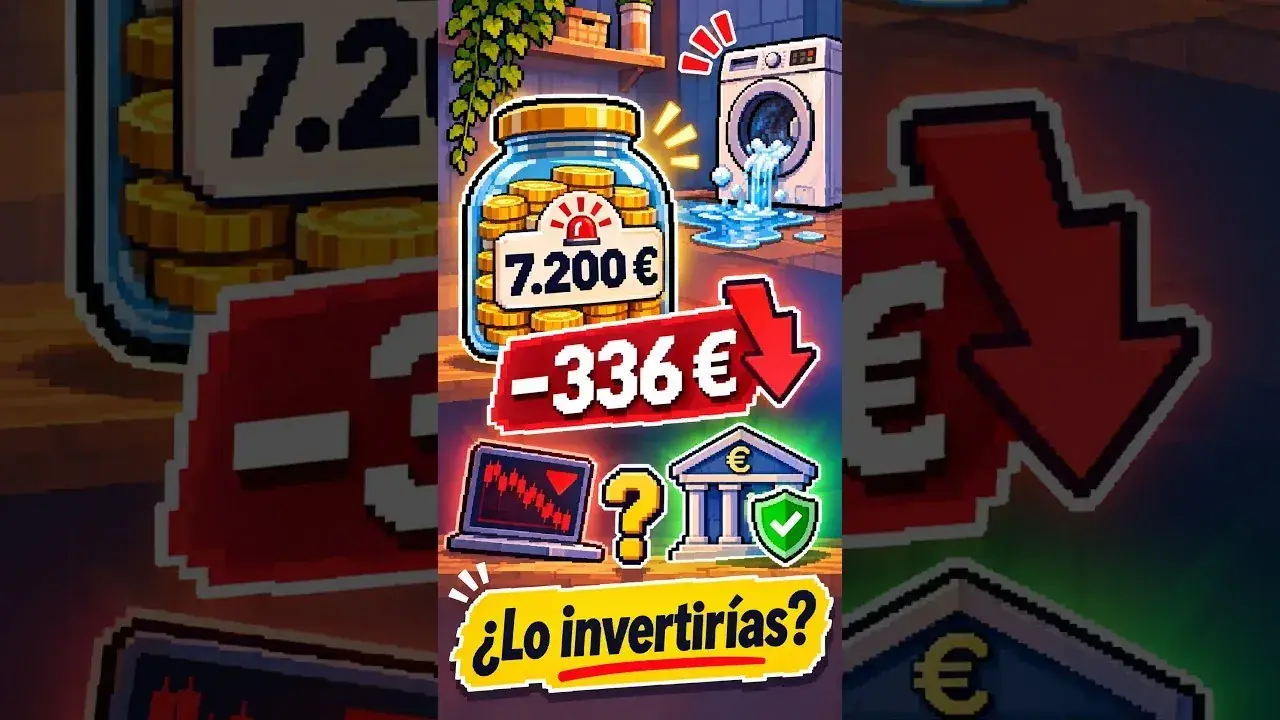 7.200 €
-336 €
€
?
¿Lo invertirías?